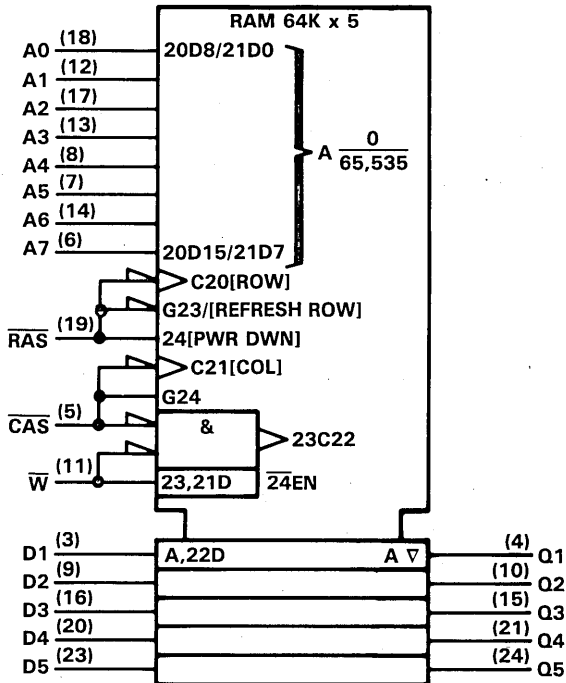 RAM 64K x 5
A0 (18) 20D8/21D0
A1 (12)
A2 (17)
A3 (13)
A 0
65,535
A4 (8)
A5 (7)
A6 (14)
A7 (6) 20D15/21D7
C20[ROW]
G23/[REFRESH ROW]
RAS (19) 24[PWR DWN]
C21[COL]
G24
CAS (5) & 23C22
W (11) 23,21D 24EN
D1 (3) A,22D A ∇ (4) Q1
D2 (9) (10) Q2
D3 (16) (15) Q3
D4 (20) (21) Q4
D5 (23) (24) Q5